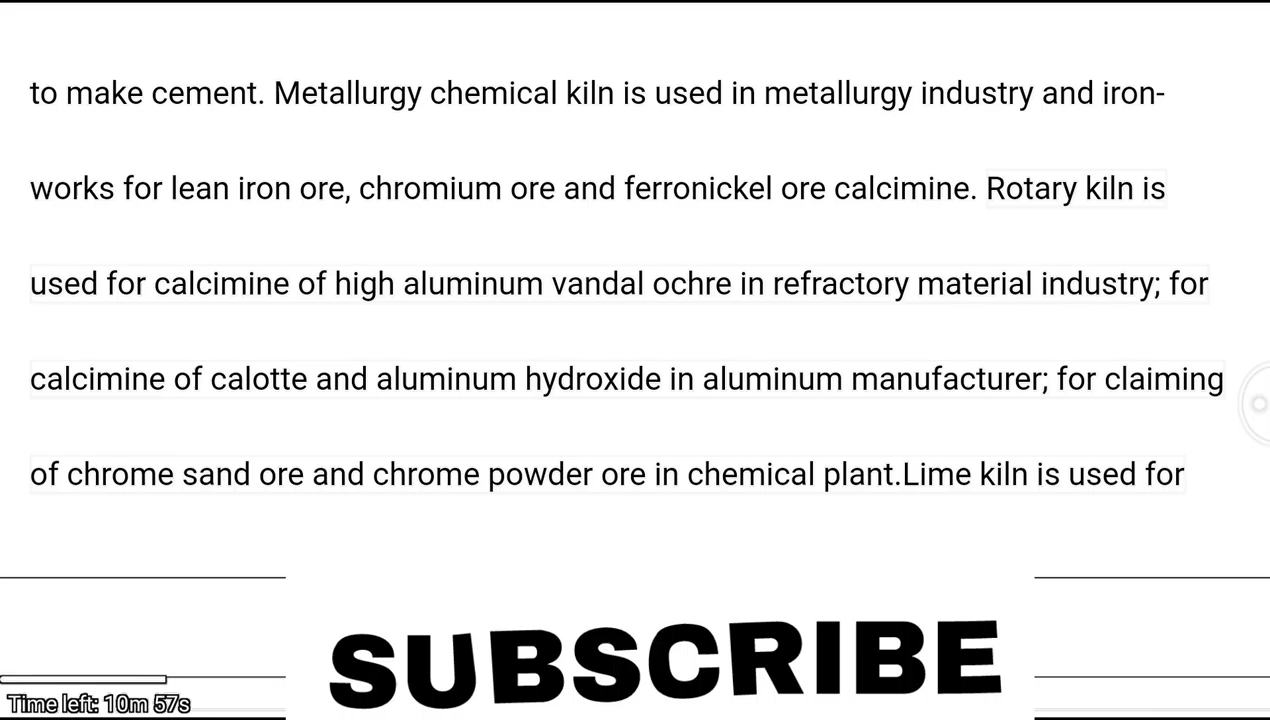 to make cement. Metallurgy chemical kiln is used in metallurgy industry and iron-
works for lean iron ore, chromium ore and ferronickel ore calcimine. Rotary kiln is
used for calcimine of high aluminum vandal ochre in refractory material industry; for
calcimine of calotte and aluminum hydroxide in aluminum manufacturer; for claiming
of chrome sand ore and chrome powder ore in chemical plant.Lime kiln is used for
SUBSCRIBE
Time left: 10m 57s